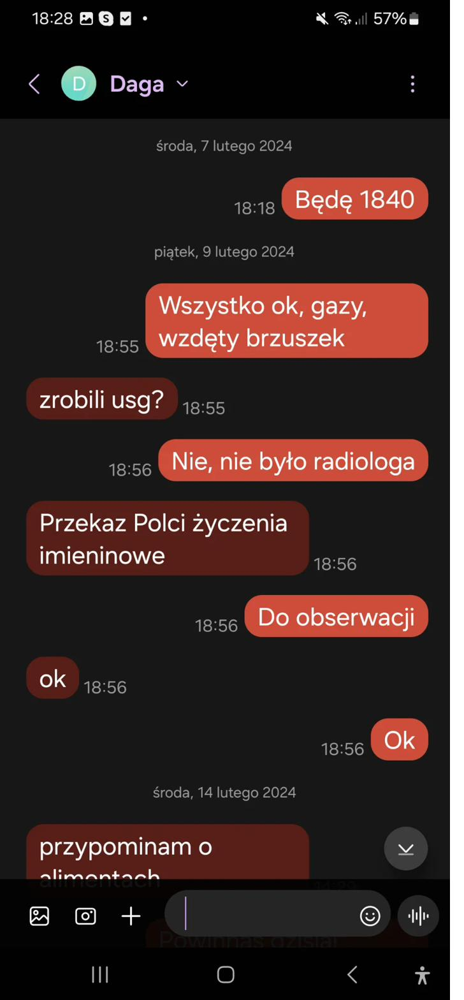 18:28 57%
D Daga
środa, 7 lutego 2024
18:18 Będę 1840
piątek, 9 lutego 2024
Wszystko ok, gazy,
wzdęty brzuszek
18:55
zrobili usg? 18:55
18:56 Nie, nie było radiologa
Przekaz Polci życzenia
imieninowe
18:56
18:56 Do obserwacji
ok 18:56
18:56 Ok
środa, 14 lutego 2024
przypominam o
alimentach
Powinnaś dzisiaj